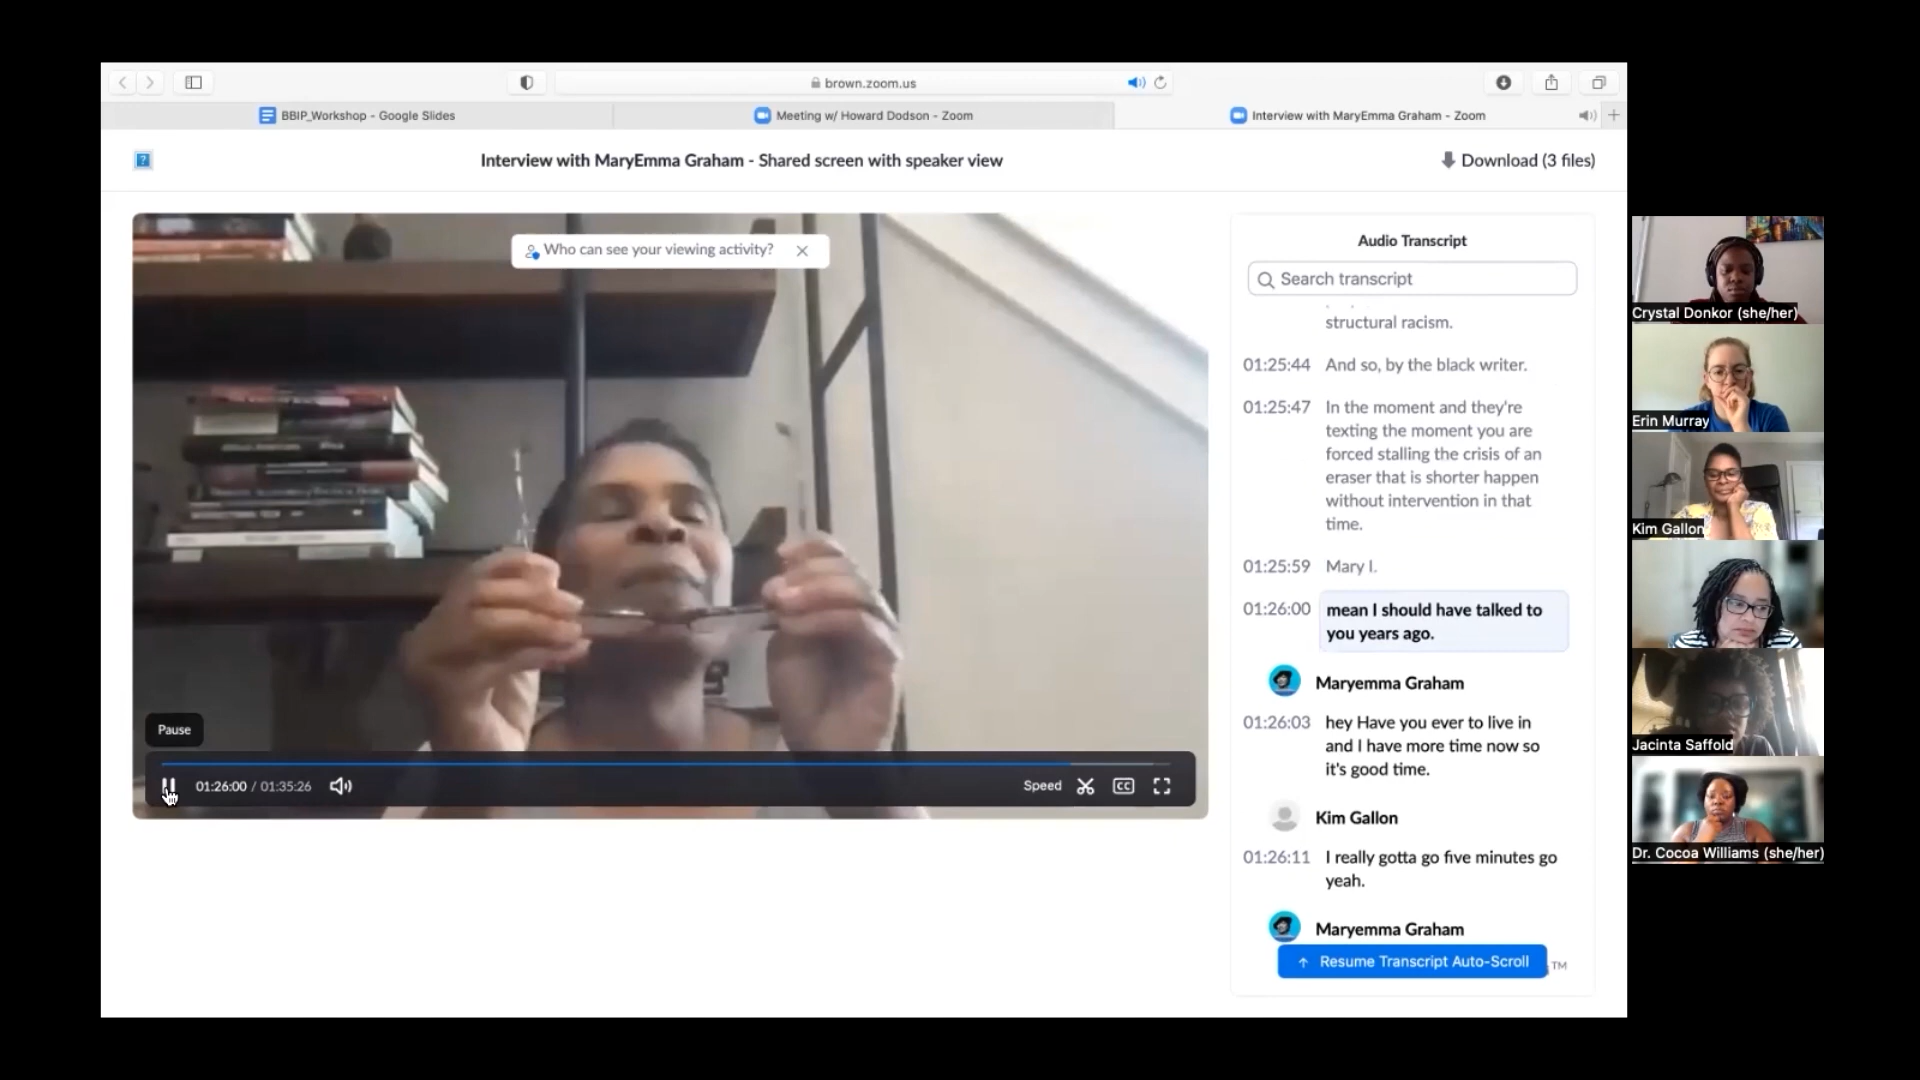 brown.zoom.us
BBIP_Workshop - Google Slides
Meeting w/ Howard Dodson - Zoom
Interview with MaryEmma Graham - Zoom
Interview with MaryEmma Graham - Shared screen with speaker view
Download (3 files)
Who can see your viewing activity?
Pause
01:26:00 / 01:35:26
Speed
CC
Audio Transcript
Search transcript
structural racism.
01:25:44 And so, by the black writer.
01:25:47 In the moment and they're
texting the moment you are
forced stalling the crisis of an
eraser that is shorter happen
without intervention in that
time.
01:25:59 Mary I.
01:26:00 mean I should have talked to
you years ago.
Maryemma Graham
01:26:03 hey Have you ever to live in
and I have more time now so
it's good time.
Kim Gallon
01:26:11 I really gotta go five minutes go
yeah.
Maryemma Graham
Resume Transcript Auto-Scroll
TM
Crystal Donkor (she/her)
Erin Murray
Kim Gallon
Jacinta Saffold
Dr. Cocoa Williams (she/her)